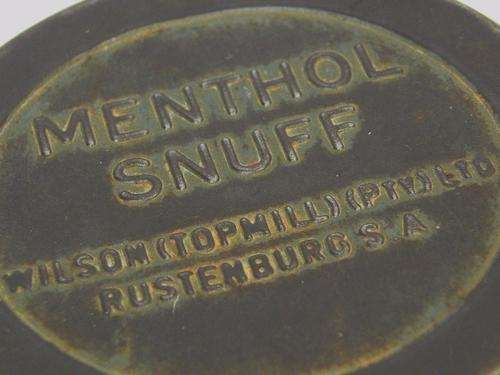 MENTHOL
SNUFF
WILSON (TOPMILL) (PTY) LTD
RUSTENBURG S.A